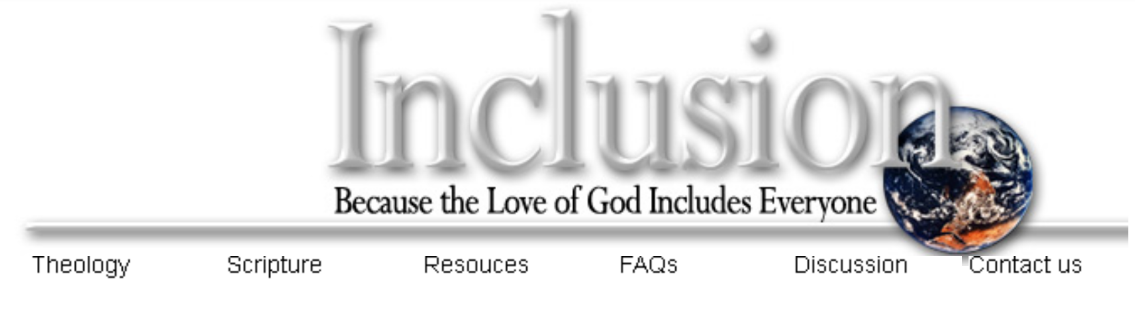 Inclusion
Because the Love of God Includes Everyone
Theology Scripture Resouces FAQs Discussion Contact us